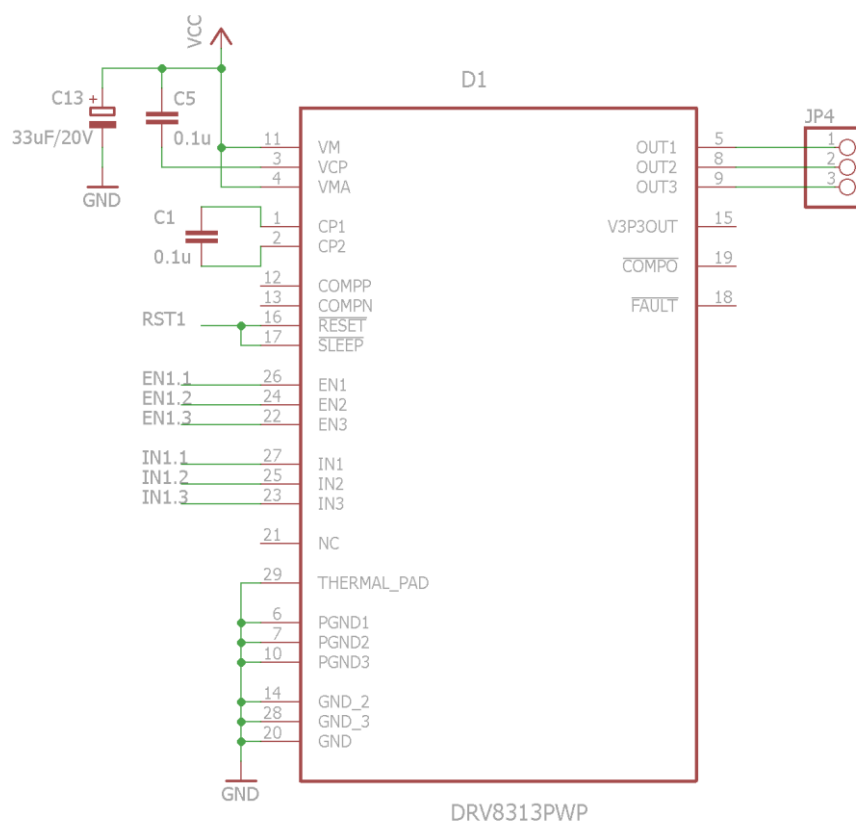 VCC
D1
C13 +
C5
33uF/20V
0.1u
GND
JP4
11 VM
3 VCP
4 VMA
OUT1 5 1
OUT2 8 2
OUT3 9 3
C1
0.1u
1 CP1
2 CP2
V3P3OUT 15
COMPO 19
FAULT 18
12 COMPP
13 COMPN
RST1
16 RESET
17 SLEEP
EN1.1 26 EN1
EN1.2 24 EN2
EN1.3 22 EN3
IN1.1 27 IN1
IN1.2 25 IN2
IN1.3 23 IN3
21 NC
29 THERMAL_PAD
6 PGND1
7 PGND2
10 PGND3
14 GND_2
28 GND_3
20 GND
GND
DRV8313PWP